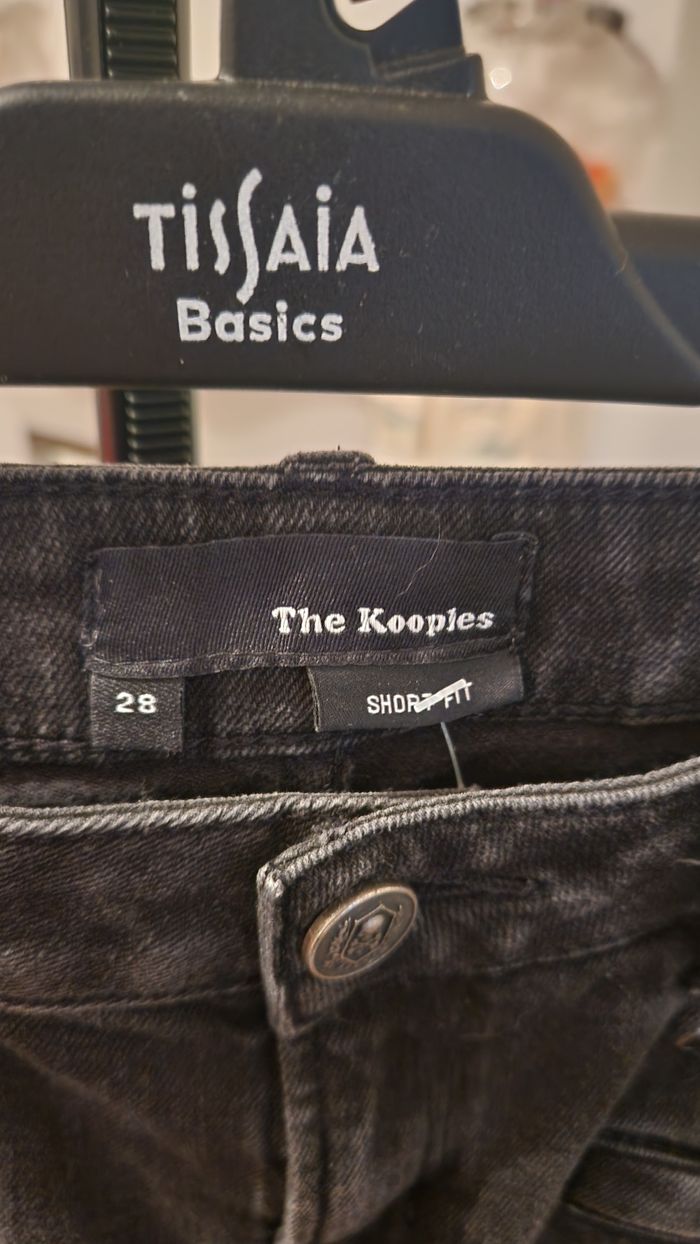 TiSSAiA
Basics
The Kooples
28
SHORT FIT